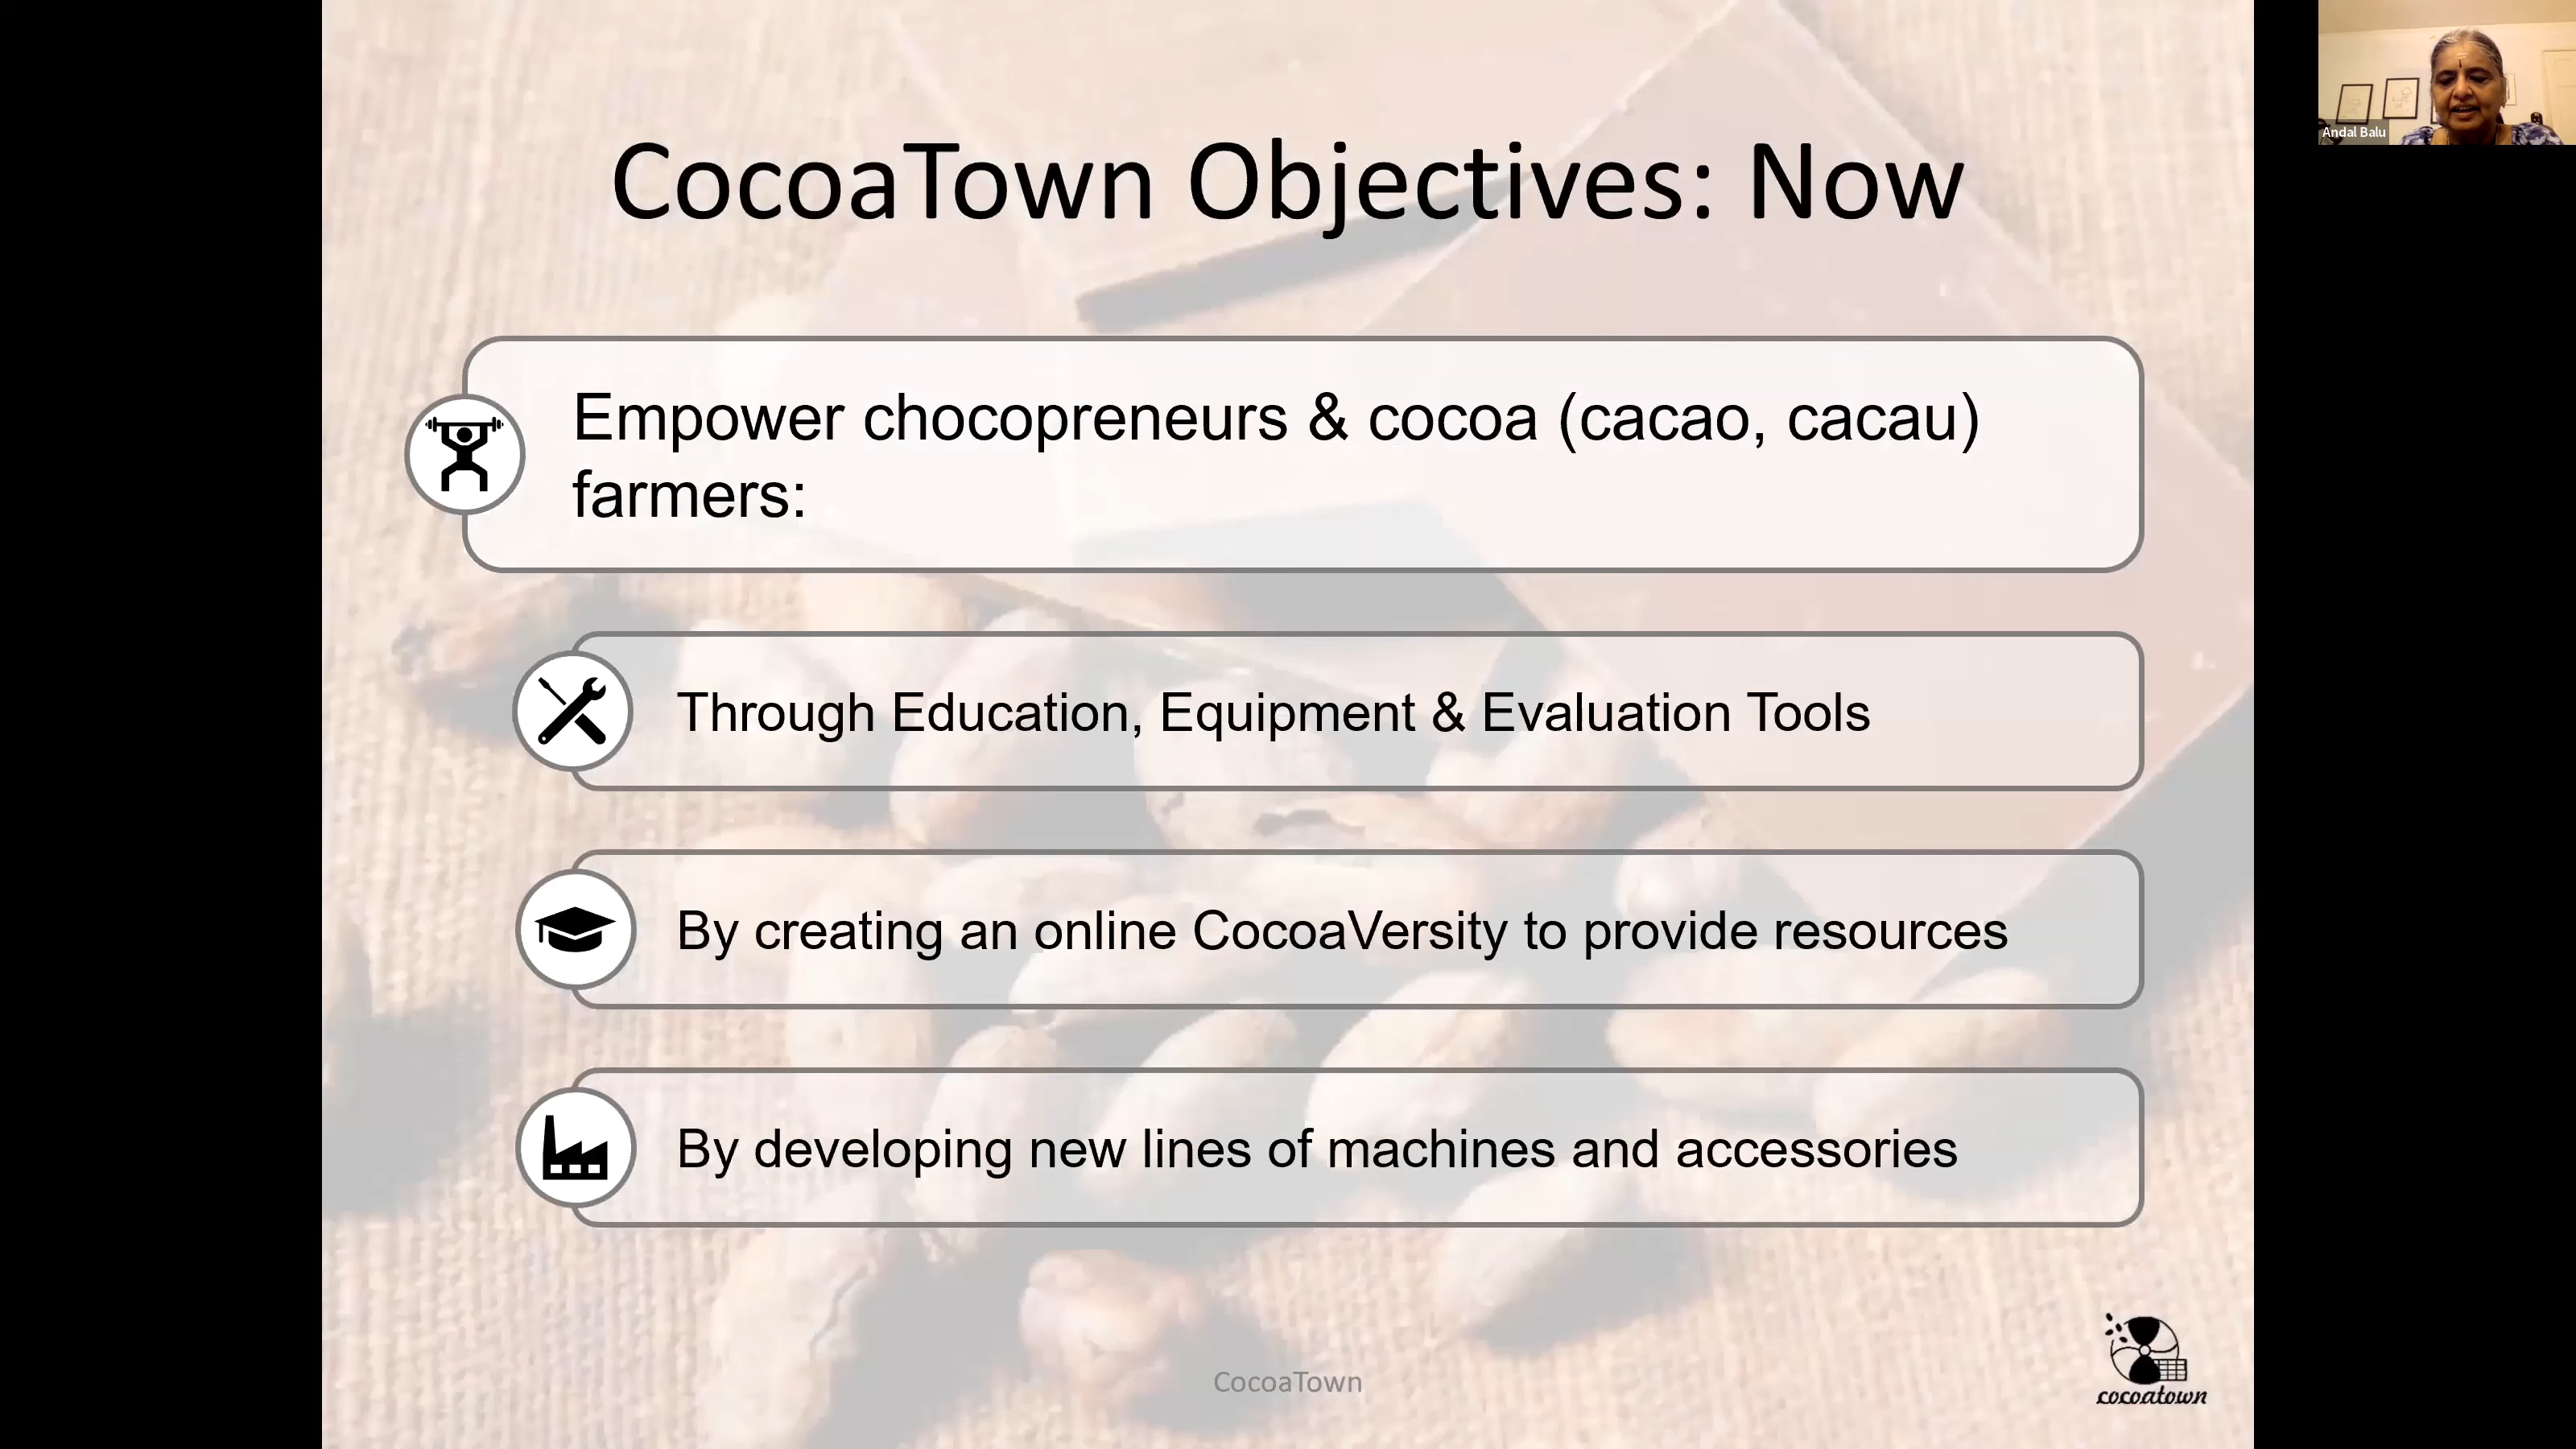 CocoaTown Objectives: Now
Andal Balu
Empower chocopreneurs & cocoa (cacao, cacau)
farmers:
Through Education, Equipment & Evaluation Tools
By creating an online CocoaVersity to provide resources
By developing new lines of machines and accessories
CocoaTown
cocoatown